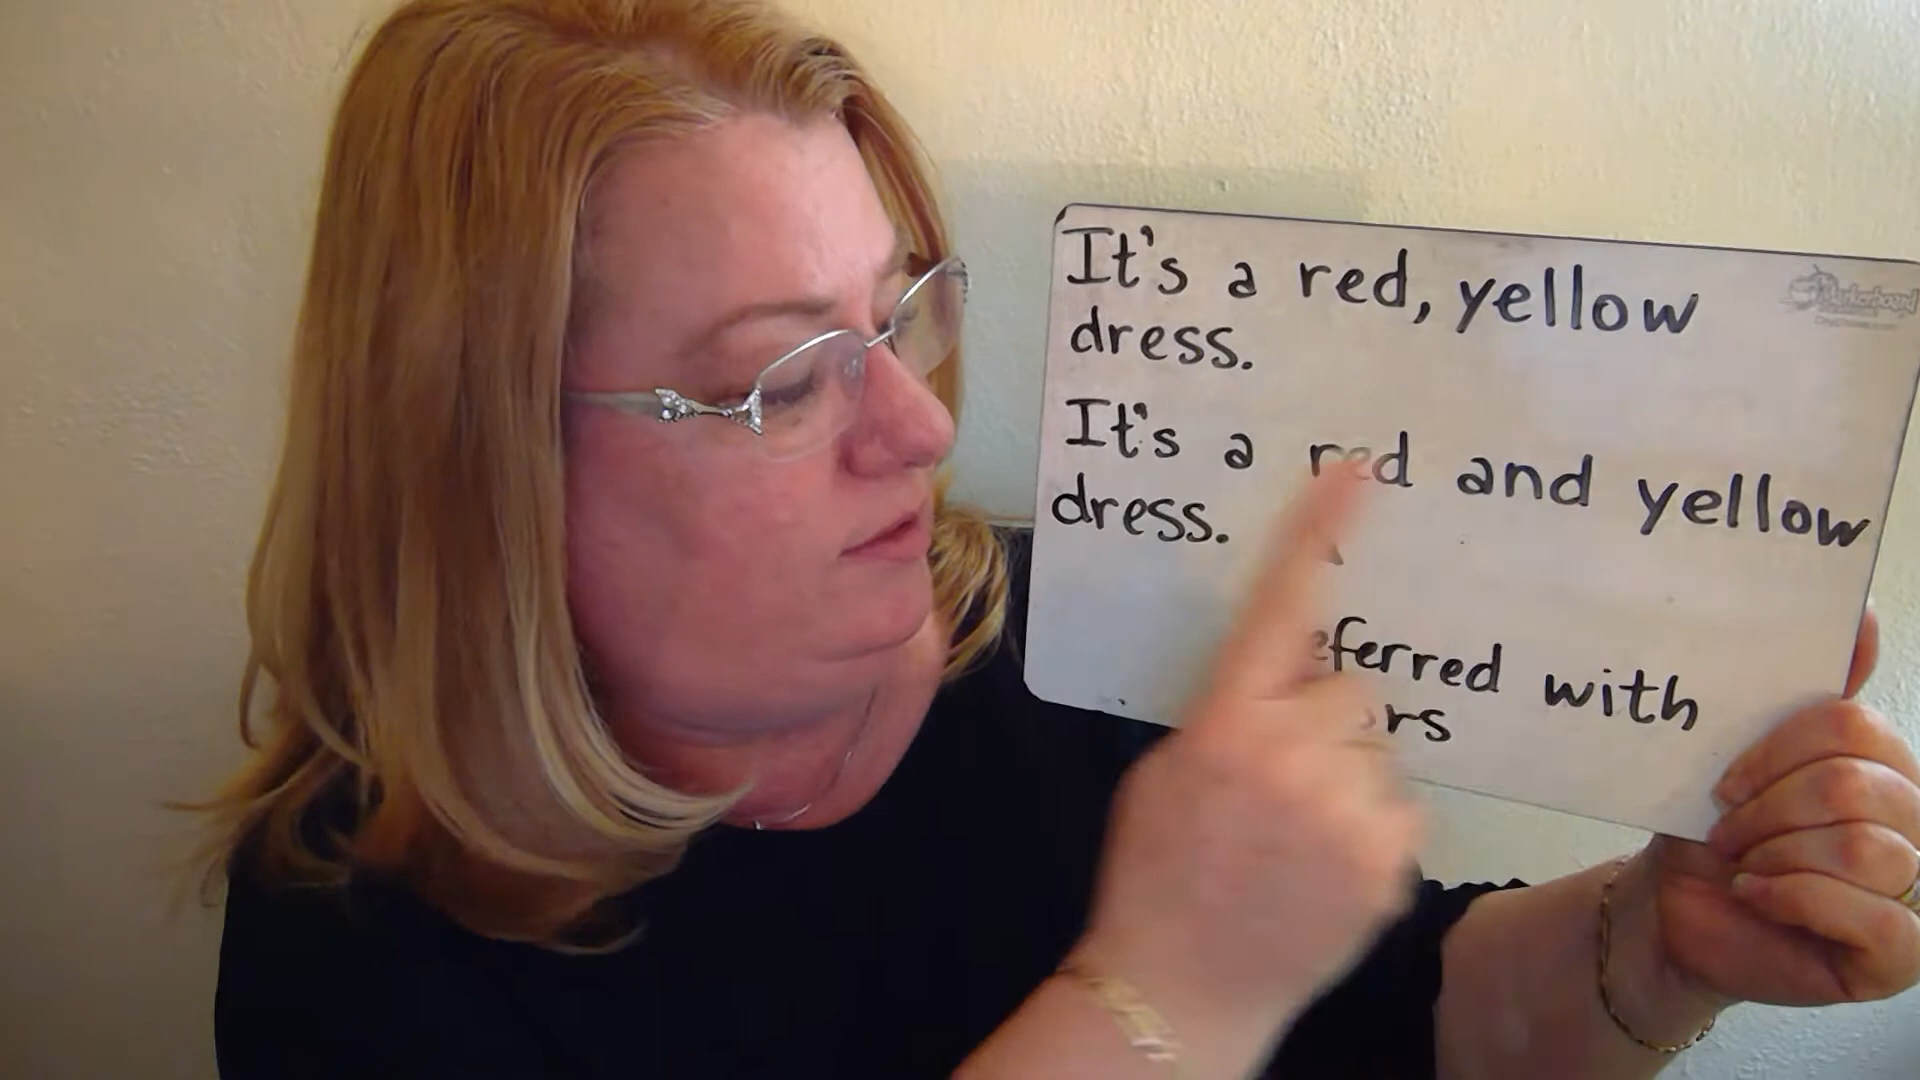 It's a red, yellow
dress.
It's a red and yellow
dress.
with